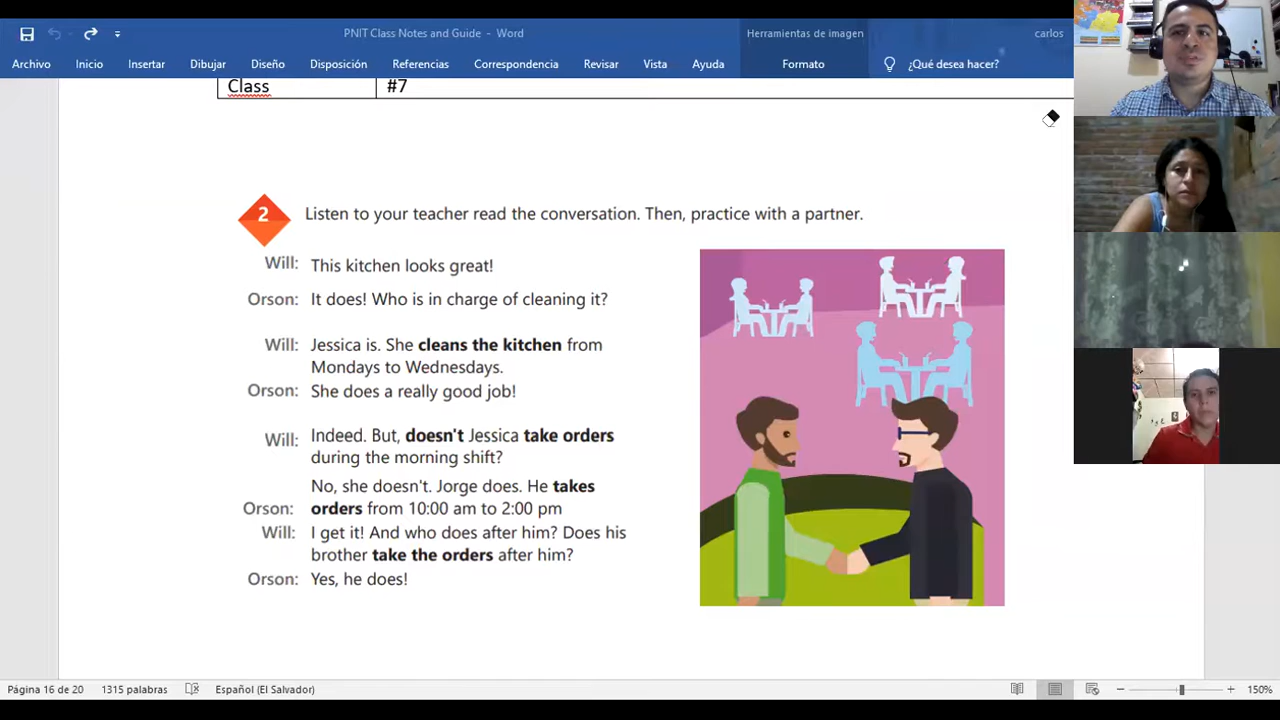 PNIT Class Notes and Guide - Word
Herramientas de imagen
carlos
Archivo Inicio Insertar Dibujar Diseño Disposición Referencias Correspondencia Revisar Vista Ayuda Formato ¿Qué desea hacer?
Class #7
2 Listen to your teacher read the conversation. Then, practice with a partner.
Will: This kitchen looks great!
Orson: It does! Who is in charge of cleaning it?
Will: Jessica is. She cleans the kitchen from
Mondays to Wednesdays.
Orson: She does a really good job!
Will: Indeed. But, doesn't Jessica take orders
during the morning shift?
No, she doesn't. Jorge does. He takes
Orson: orders from 10:00 am to 2:00 pm
Will: I get it! And who does after him? Does his
brother take the orders after him?
Orson: Yes, he does!
Página 16 de 20 1315 palabras Español (El Salvador) 150%